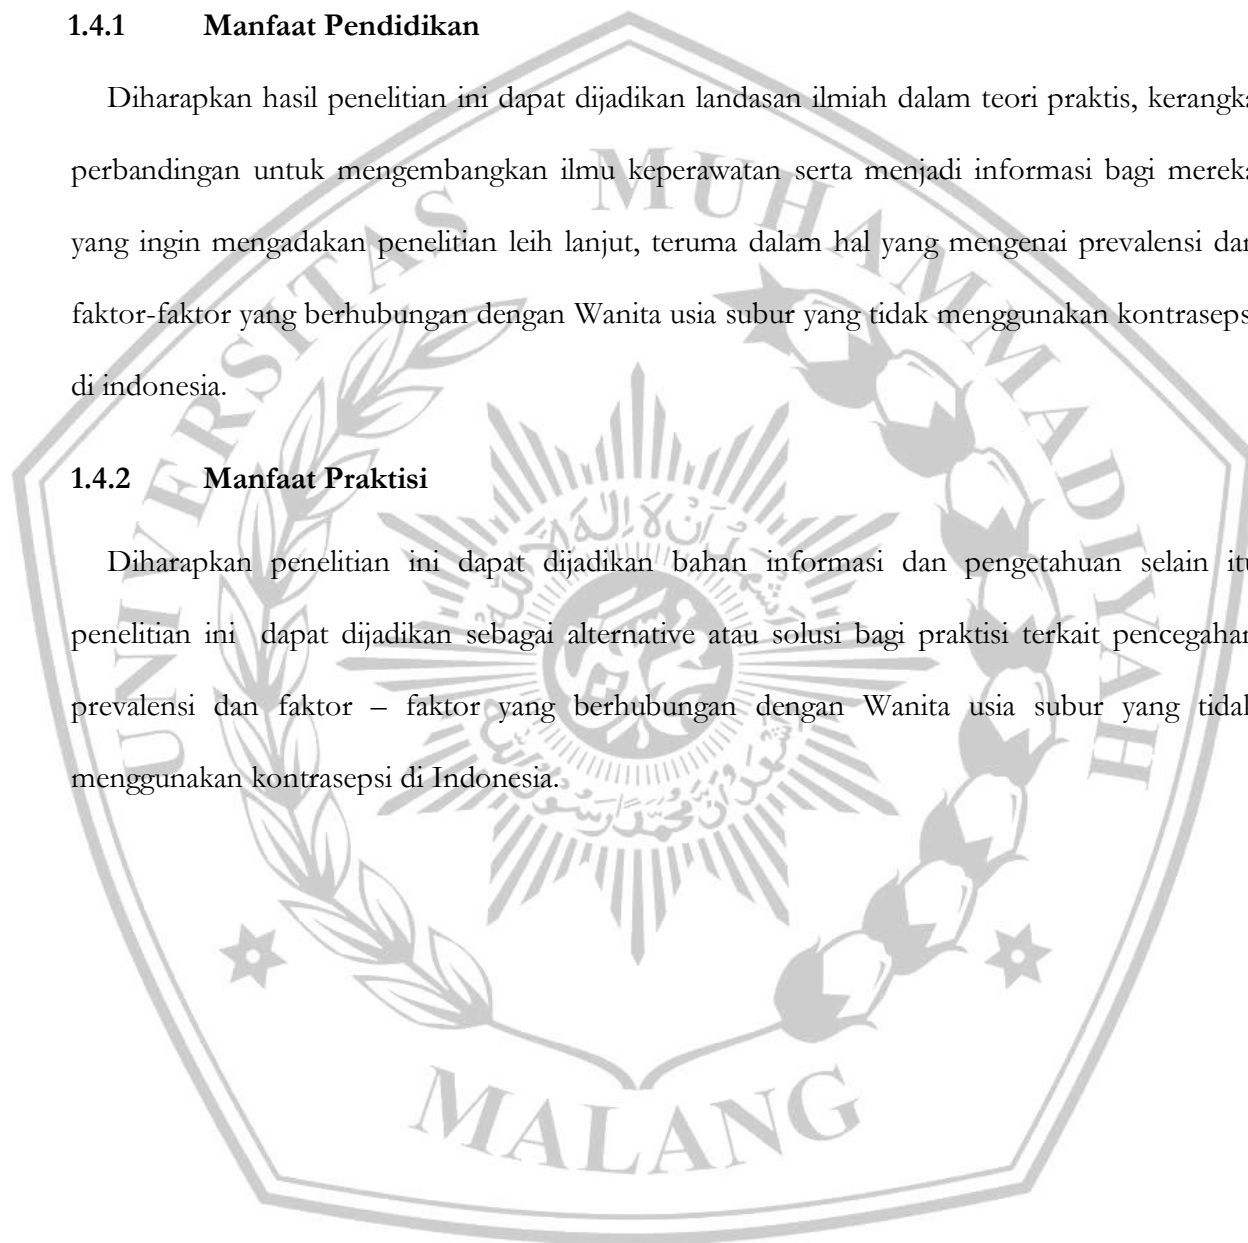 1.4.1 Manfaat Pendidikan
Diharapkan hasil penelitian ini dapat dijadikan landasan ilmiah dalam teori praktis, kerangka
perbandingan untuk mengembangkan ilmu keperawatan serta menjadi informasi bagi mereka
yang ingin mengadakan penelitian leih lanjut, teruma dalam hal yang mengenai prevalensi dan
faktor-faktor yang berhubungan dengan Wanita usia subur yang tidak menggunakan kontraseps
di indonesia.
1.4.2 Manfaat Praktisi
Diharapkan penelitian ini dapat dijadikan bahan informasi dan pengetahuan selain itu
penelitian ini dapat dijadikan sebagai alternative atau solusi bagi praktisi terkait pencegahan
prevalensi dan faktor – faktor yang berhubungan dengan Wanita usia subur yang tidak
menggunakan kontrasepsi di Indonesia.
UNIVERSITAS MUHAMMADIYAH
MALANG